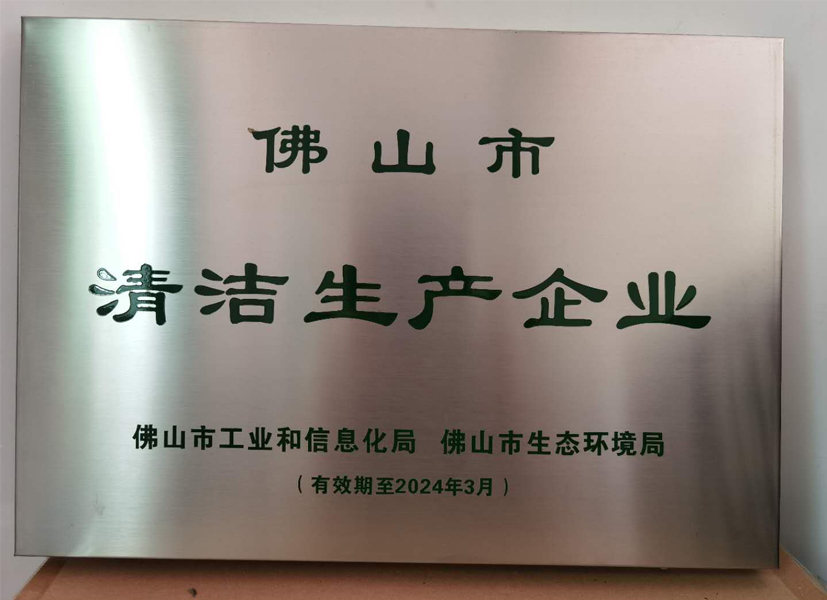 佛山市
清洁生产企业
佛山市工业和信息化局 佛山市生态环境局
（有效期至2024年3月）